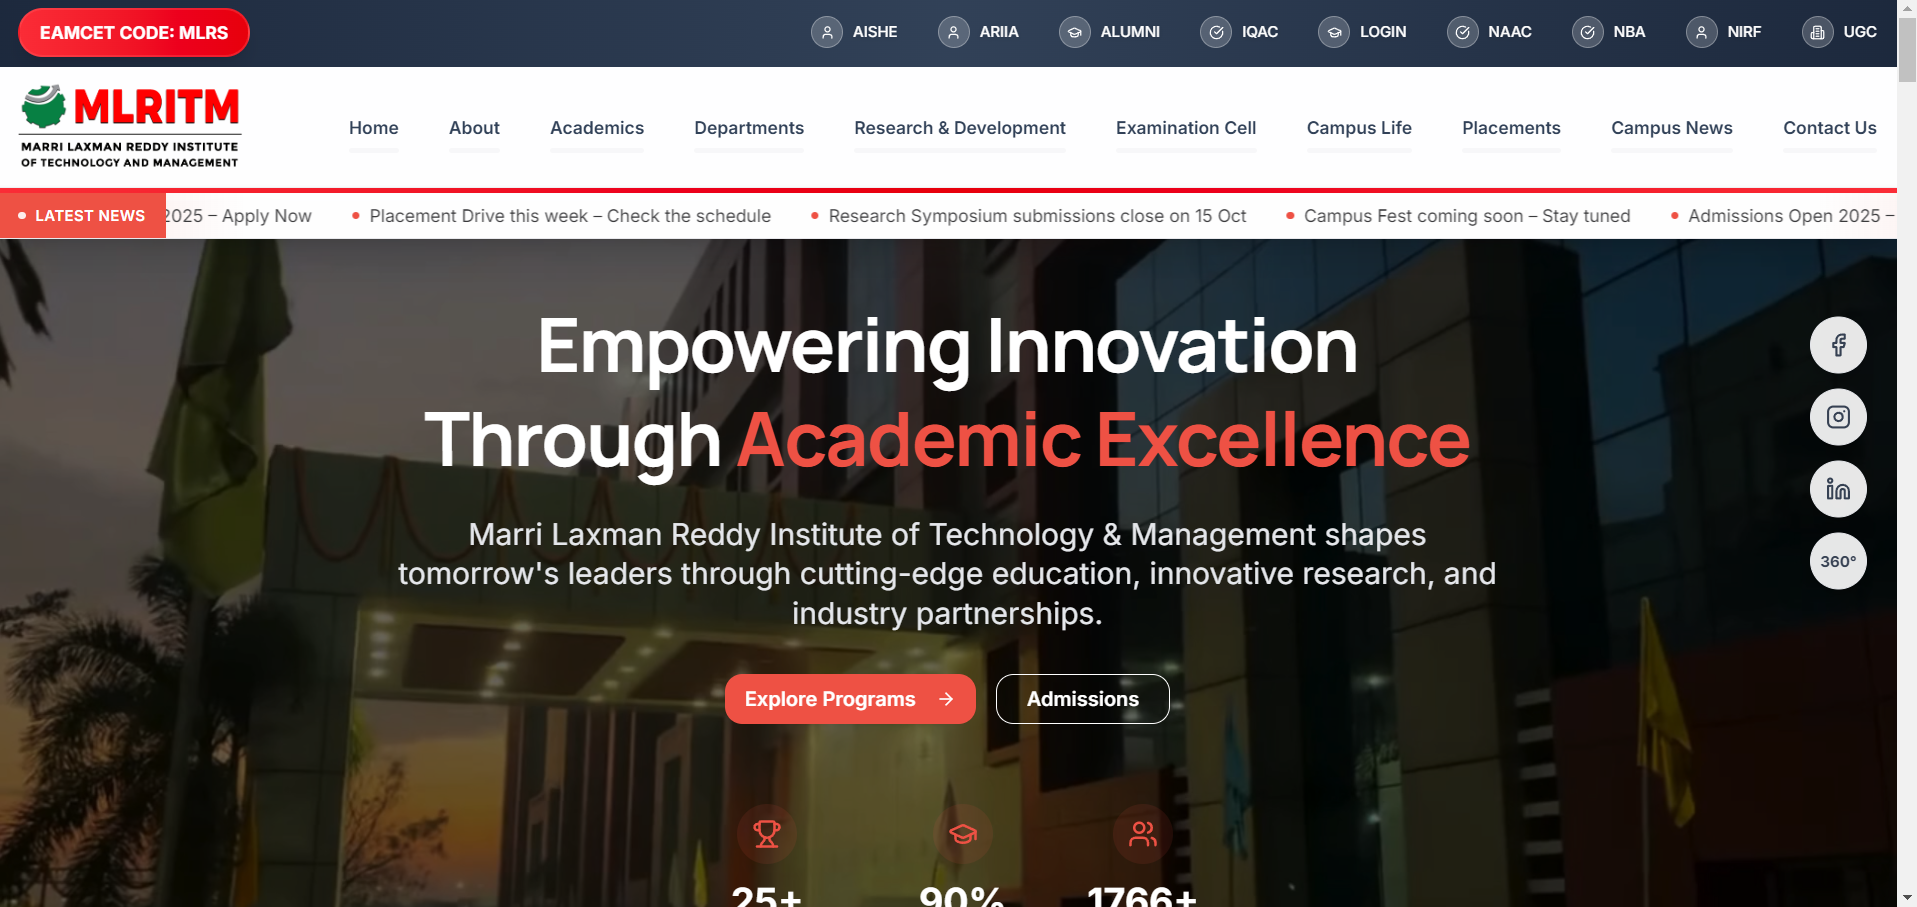 EAMCET CODE: MLRS
AISHE
ARIIA
ALUMNI
IQAC
LOGIN
NAAC
NBA
NIRF
UGC
MLRITM
MARRI LAXMAN REDDY INSTITUTE
OF TECHNOLOGY AND MANAGEMENT
Home
About
Academics
Departments
Research & Development
Examination Cell
Campus Life
Placements
Campus News
Contact Us
LATEST NEWS
2025 – Apply Now
Placement Drive this week – Check the schedule
Research Symposium submissions close on 15 Oct
Campus Fest coming soon – Stay tuned
Admissions Open 2025 –
Empowering Innovation
Through Academic Excellence
Marri Laxman Reddy Institute of Technology & Management shapes
tomorrow's leaders through cutting-edge education, innovative research, and
industry partnerships.
360°
Explore Programs
Admissions
25+
90%
1766+